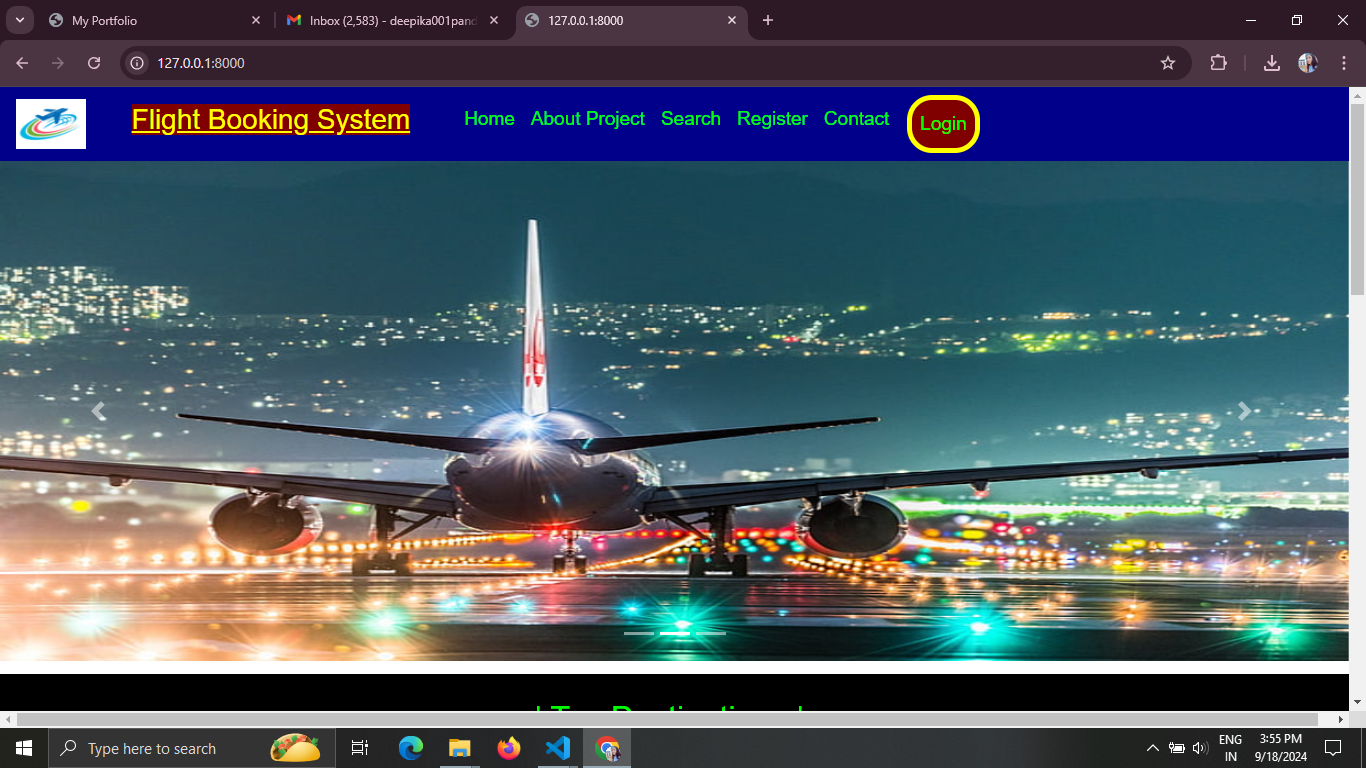 My Portfolio
Inbox (2,583) - deepika001pand
127.0.0.1:8000
127.0.0.1:8000
Flight Booking System
Home About Project Search Register Contact Login
Type here to search
ENG
IN
3:55 PM
9/18/2024